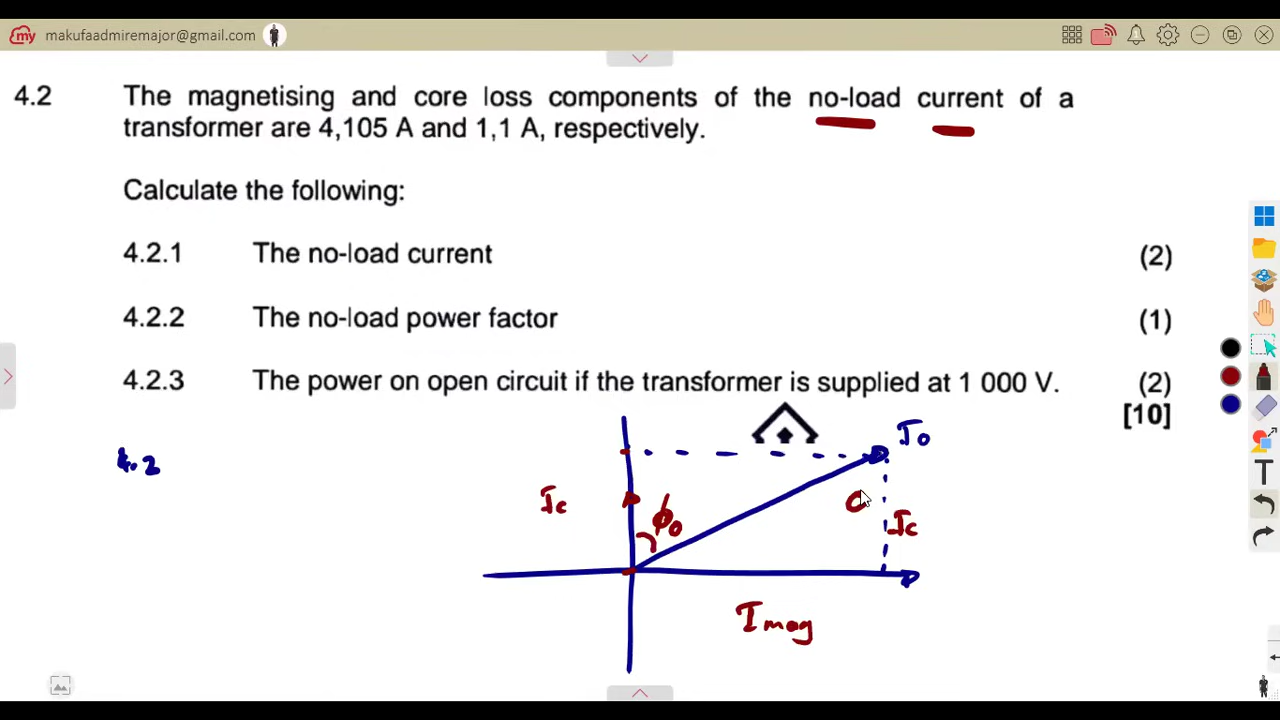 my makufaadmiremajor@gmail.com
4.2 The magnetising and core loss components of the no-load current of a
transformer are 4,105 A and 1,1 A, respectively.
Calculate the following:
4.2.1 The no-load current (2)
4.2.2 The no-load power factor (1)
4.2.3 The power on open circuit if the transformer is supplied at 1 000 V. (2)
[10]
I0
4.2
Ic
ϕ0
Ic
Imag
T